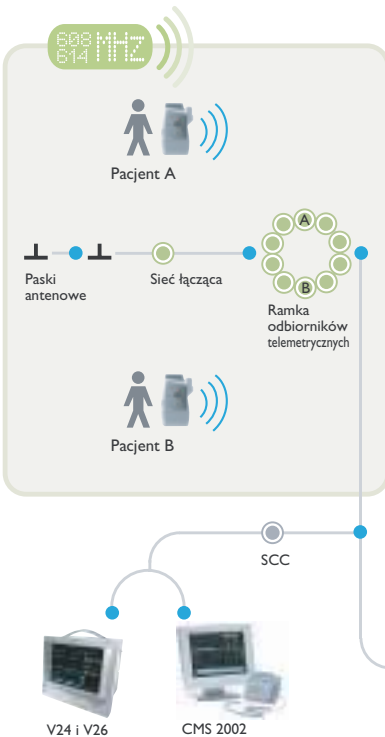 608
614 MHz
Pacjent A
A
B
Paski
antenowe
Sieć łącząca
Ramka
odbiorników
telemetrycznych
Pacjent B
SCC
V24 i V26
CMS 2002